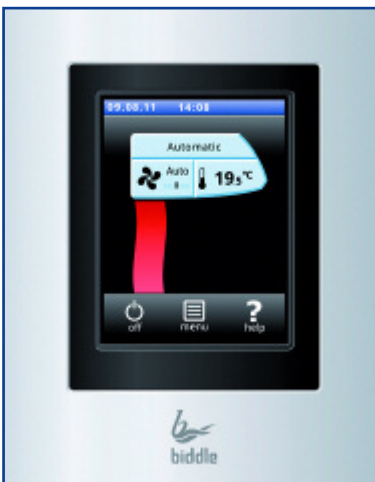 09.08.11 14:08
Automatic
Auto
19.5 °C
off menu help
biddle